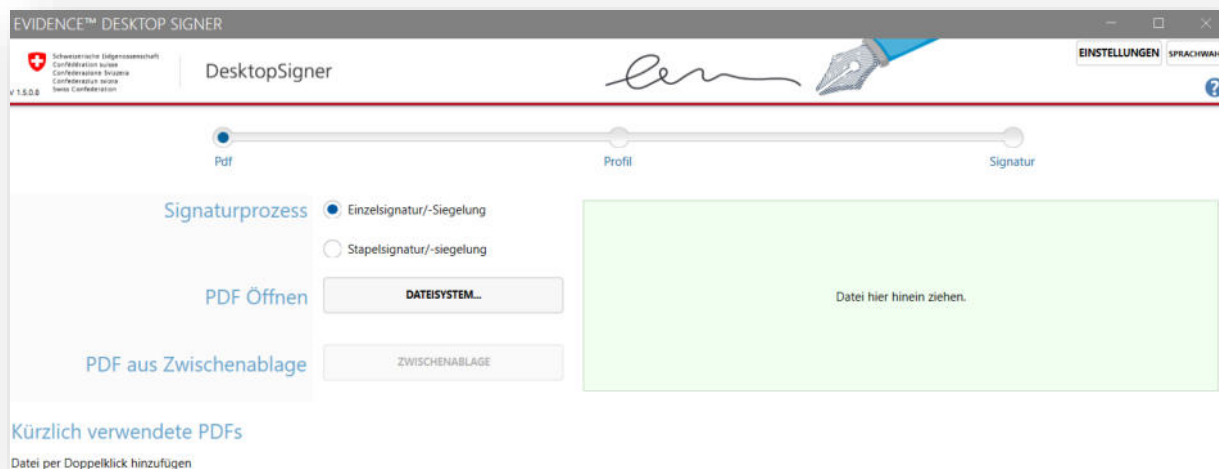 EVIDENCE™ DESKTOP SIGNER
Schweizerische Eidgenossenschaft
Confédération suisse
Confederazione Svizzera
Confederaziun svizra
Swiss Confederation
V 1.5.0.8
DesktopSigner
EINSTELLUNGEN
SPRACHWAH
?
Pdf
Profil
Signatur
Signaturprozess
Einzelsignatur/-Siegelung
Stapelsignatur/-siegelung
PDF Öffnen
DATEISYSTEM...
Datei hier hinein ziehen.
PDF aus Zwischenablage
ZWISCHENABLAGE
Kürzlich verwendete PDFs
Datei per Doppelklick hinzufügen